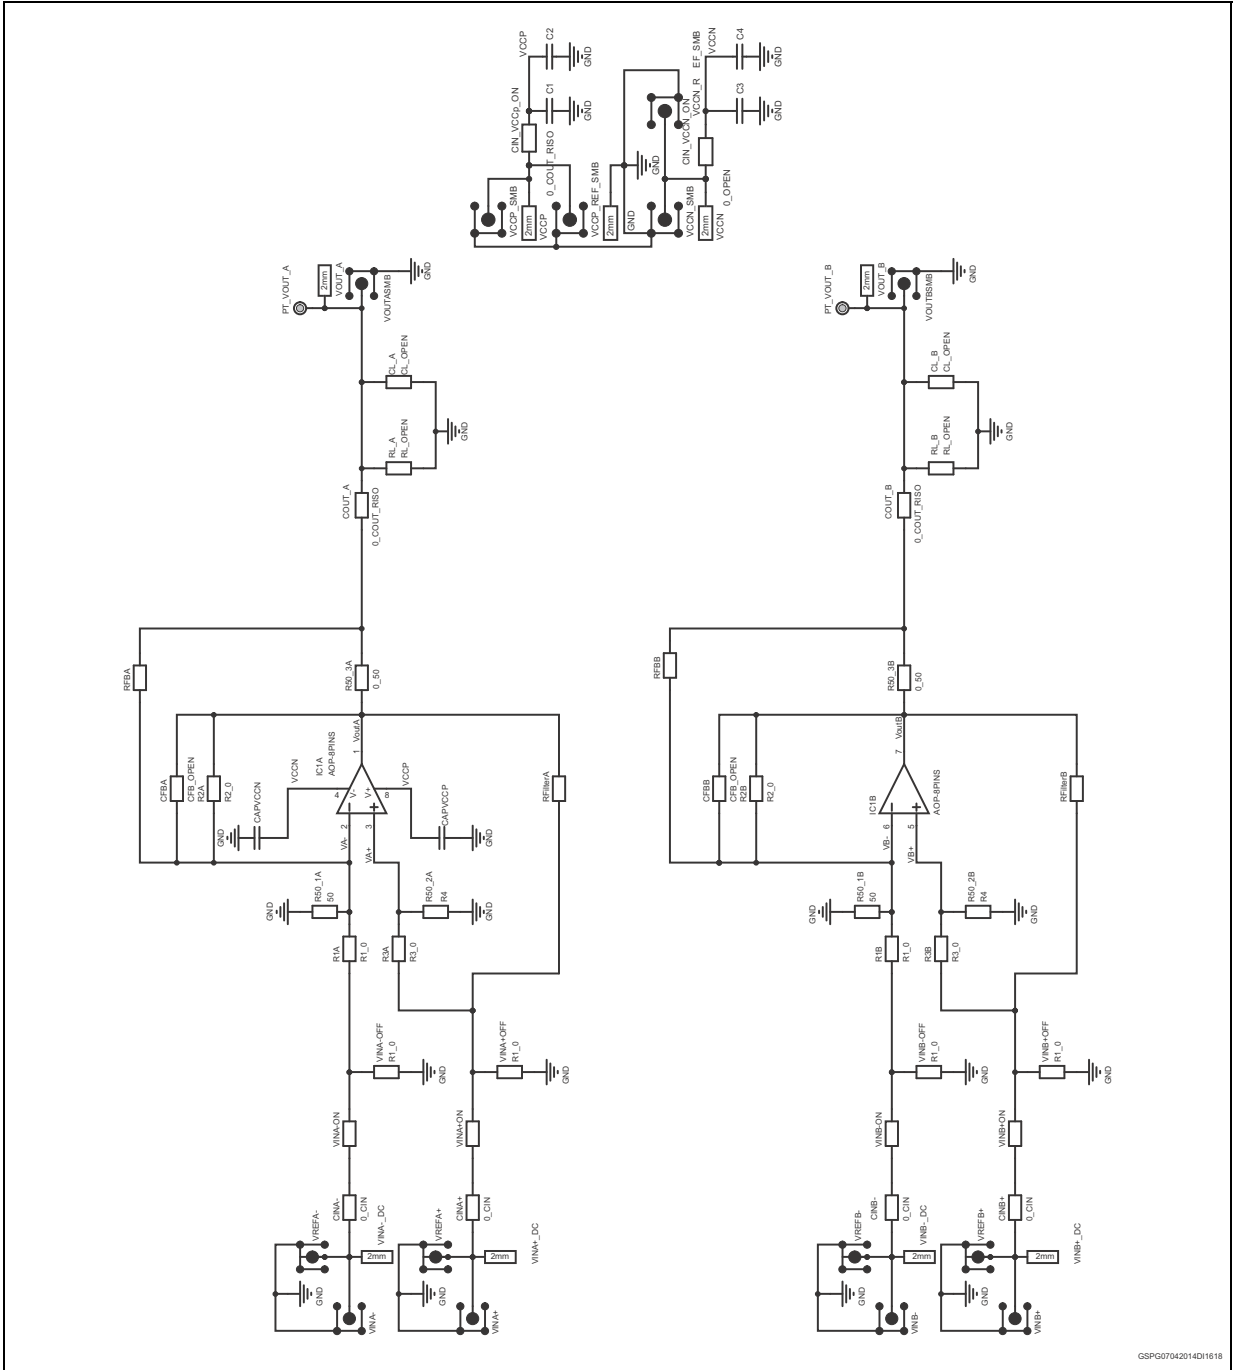 VCCP
C2
GND
CIN_VCCp_ON
C1
GND
0_COUT_RISO
VCCP_SMB
2mm
VCCP
VCCP_REF_SMB
2mm
GND
GND
VCCN_R EF_SMB
VCCN
C4
GND
CIN_VCCN_ON
C3
GND
0_OPEN
VCCN_SMB
2mm
VCCN
PT_VOUT_A
2mm
VOUT_A
VOUTASMB
GND
CL_A
CL_OPEN
RL_A
RL_OPEN
GND
COUT_A
0_COUT_RISO
RFBA
R50_3A
0_50
CFBA
CFB_OPEN
R2A
R2_0
VoutA
1
IC1A
AOP-8PINS
VCCN
4
V-
V+
8
VCCP
CAPVCCN
GND
CAPVCCP
GND
2
3
VA-
VA+
RFilterA
R50_1A
50
GND
R50_2A
R4
GND
R1A
R1_0
R3A
R3_0
VINA-OFF
R1_0
GND
VINA+OFF
R1_0
GND
VINA-ON
VINA+ON
CINA-
0_CIN
CINA+
0_CIN
VREFA-
VINA-_DC
2mm
GND
VINA-
VREFA+
VINA+_DC
2mm
GND
VINA+
PT_VOUT_B
2mm
VOUT_B
VOUTBSMB
GND
CL_B
CL_OPEN
RL_B
RL_OPEN
GND
COUT_B
0_COUT_RISO
RFBB
R50_3B
0_50
CFBB
CFB_OPEN
R2B
R2_0
VoutB
7
IC1B
AOP-8PINS
6
5
VB-
VB+
RFilterB
R50_1B
50
GND
R50_2B
R4
GND
R1B
R1_0
R3B
R3_0
VINB-OFF
R1_0
GND
VINB+OFF
R1_0
GND
VINB-ON
VINB+ON
CINB-
0_CIN
CINB+
0_CIN
VREFB-
VINB-_DC
2mm
GND
VINB-
VREFB+
VINB+_DC
2mm
GND
VINB+
GSPG07042014DI1618